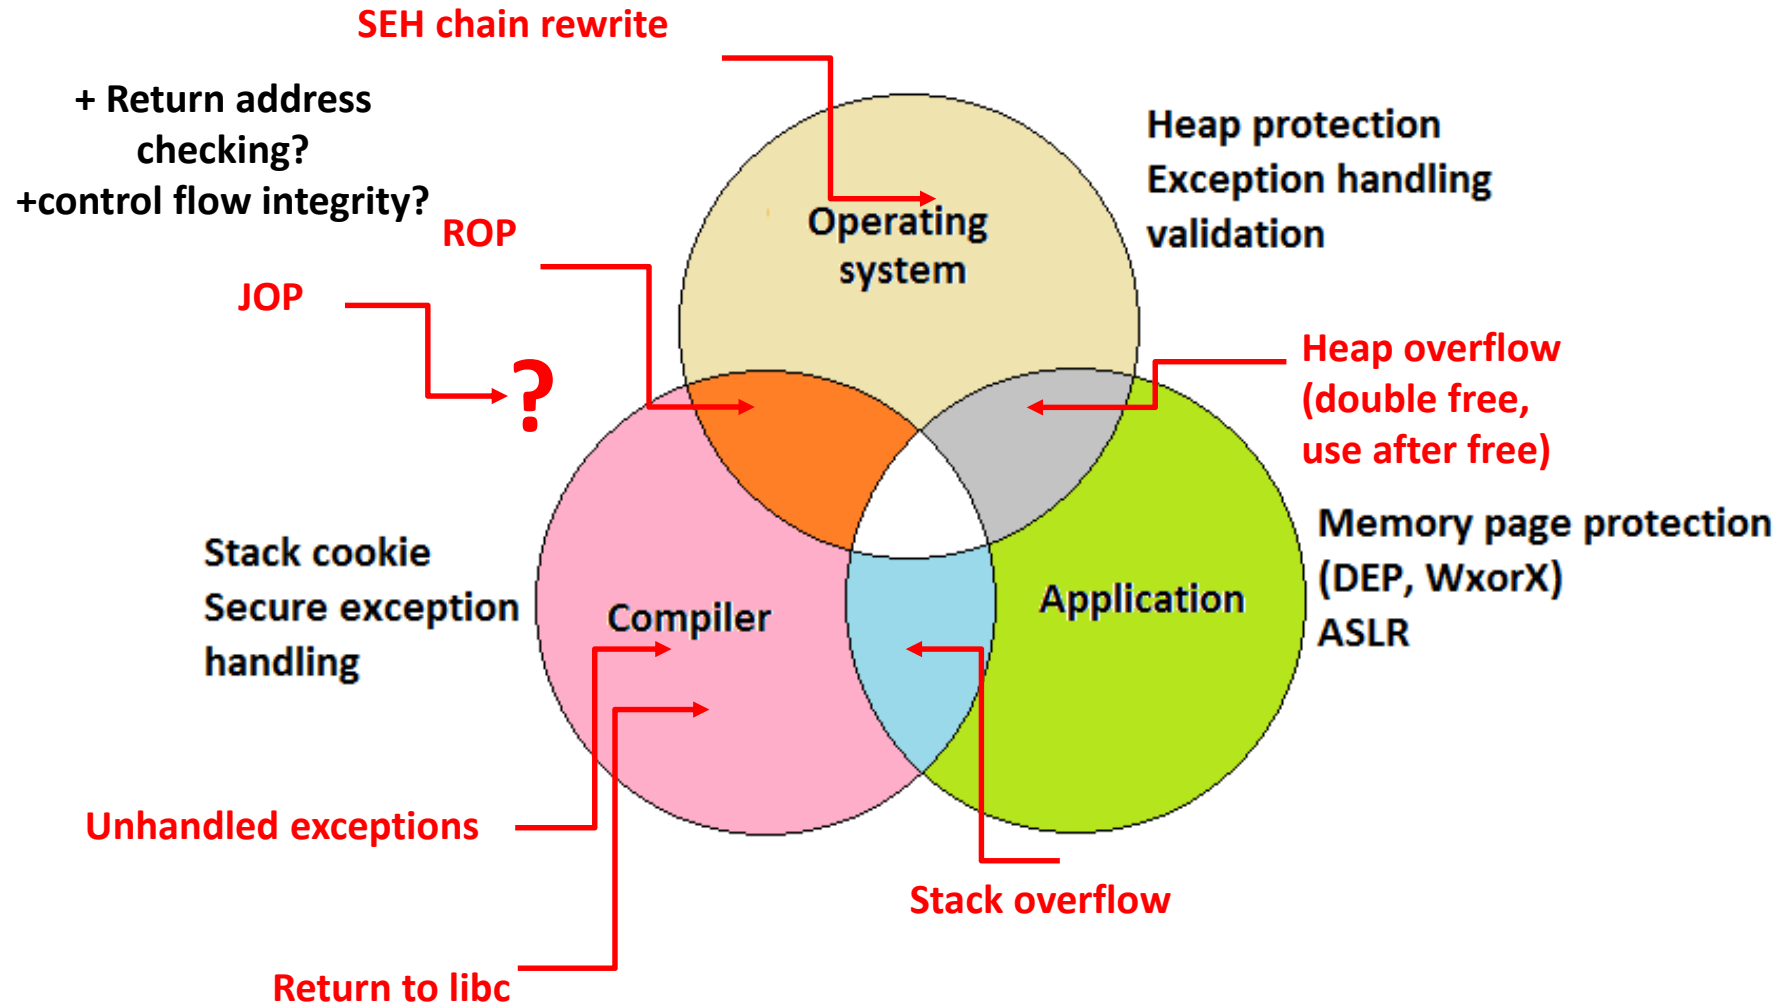 SEH chain rewrite
+ Return address
checking?
+control flow integrity?
Heap protection
Exception handling
validation
Operating
system
ROP
JOP
?
Heap overflow
(double free,
use after free)
Stack cookie
Secure exception
handling
Compiler
Application
Memory page protection
(DEP, WxorX)
ASLR
Unhandled exceptions
Stack overflow
Return to libc